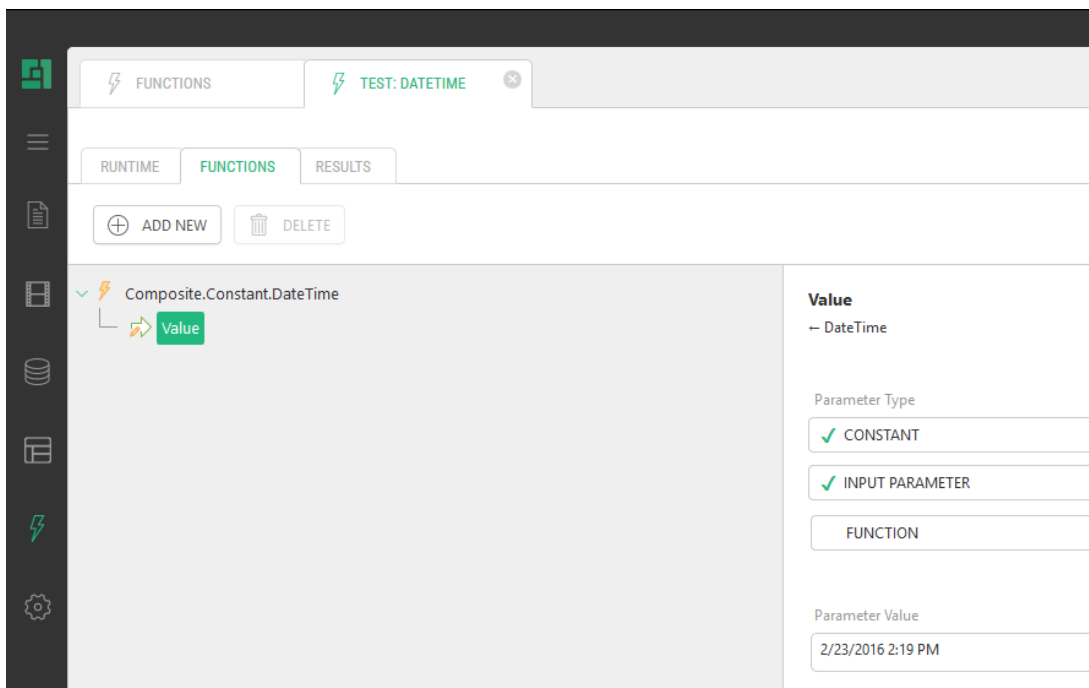 FUNCTIONS
TEST: DATETIME
RUNTIME
FUNCTIONS
RESULTS
ADD NEW
DELETE
Composite.Constant.DateTime
Value
Value
← DateTime
Parameter Type
CONSTANT
INPUT PARAMETER
FUNCTION
Parameter Value
2/23/2016 2:19 PM